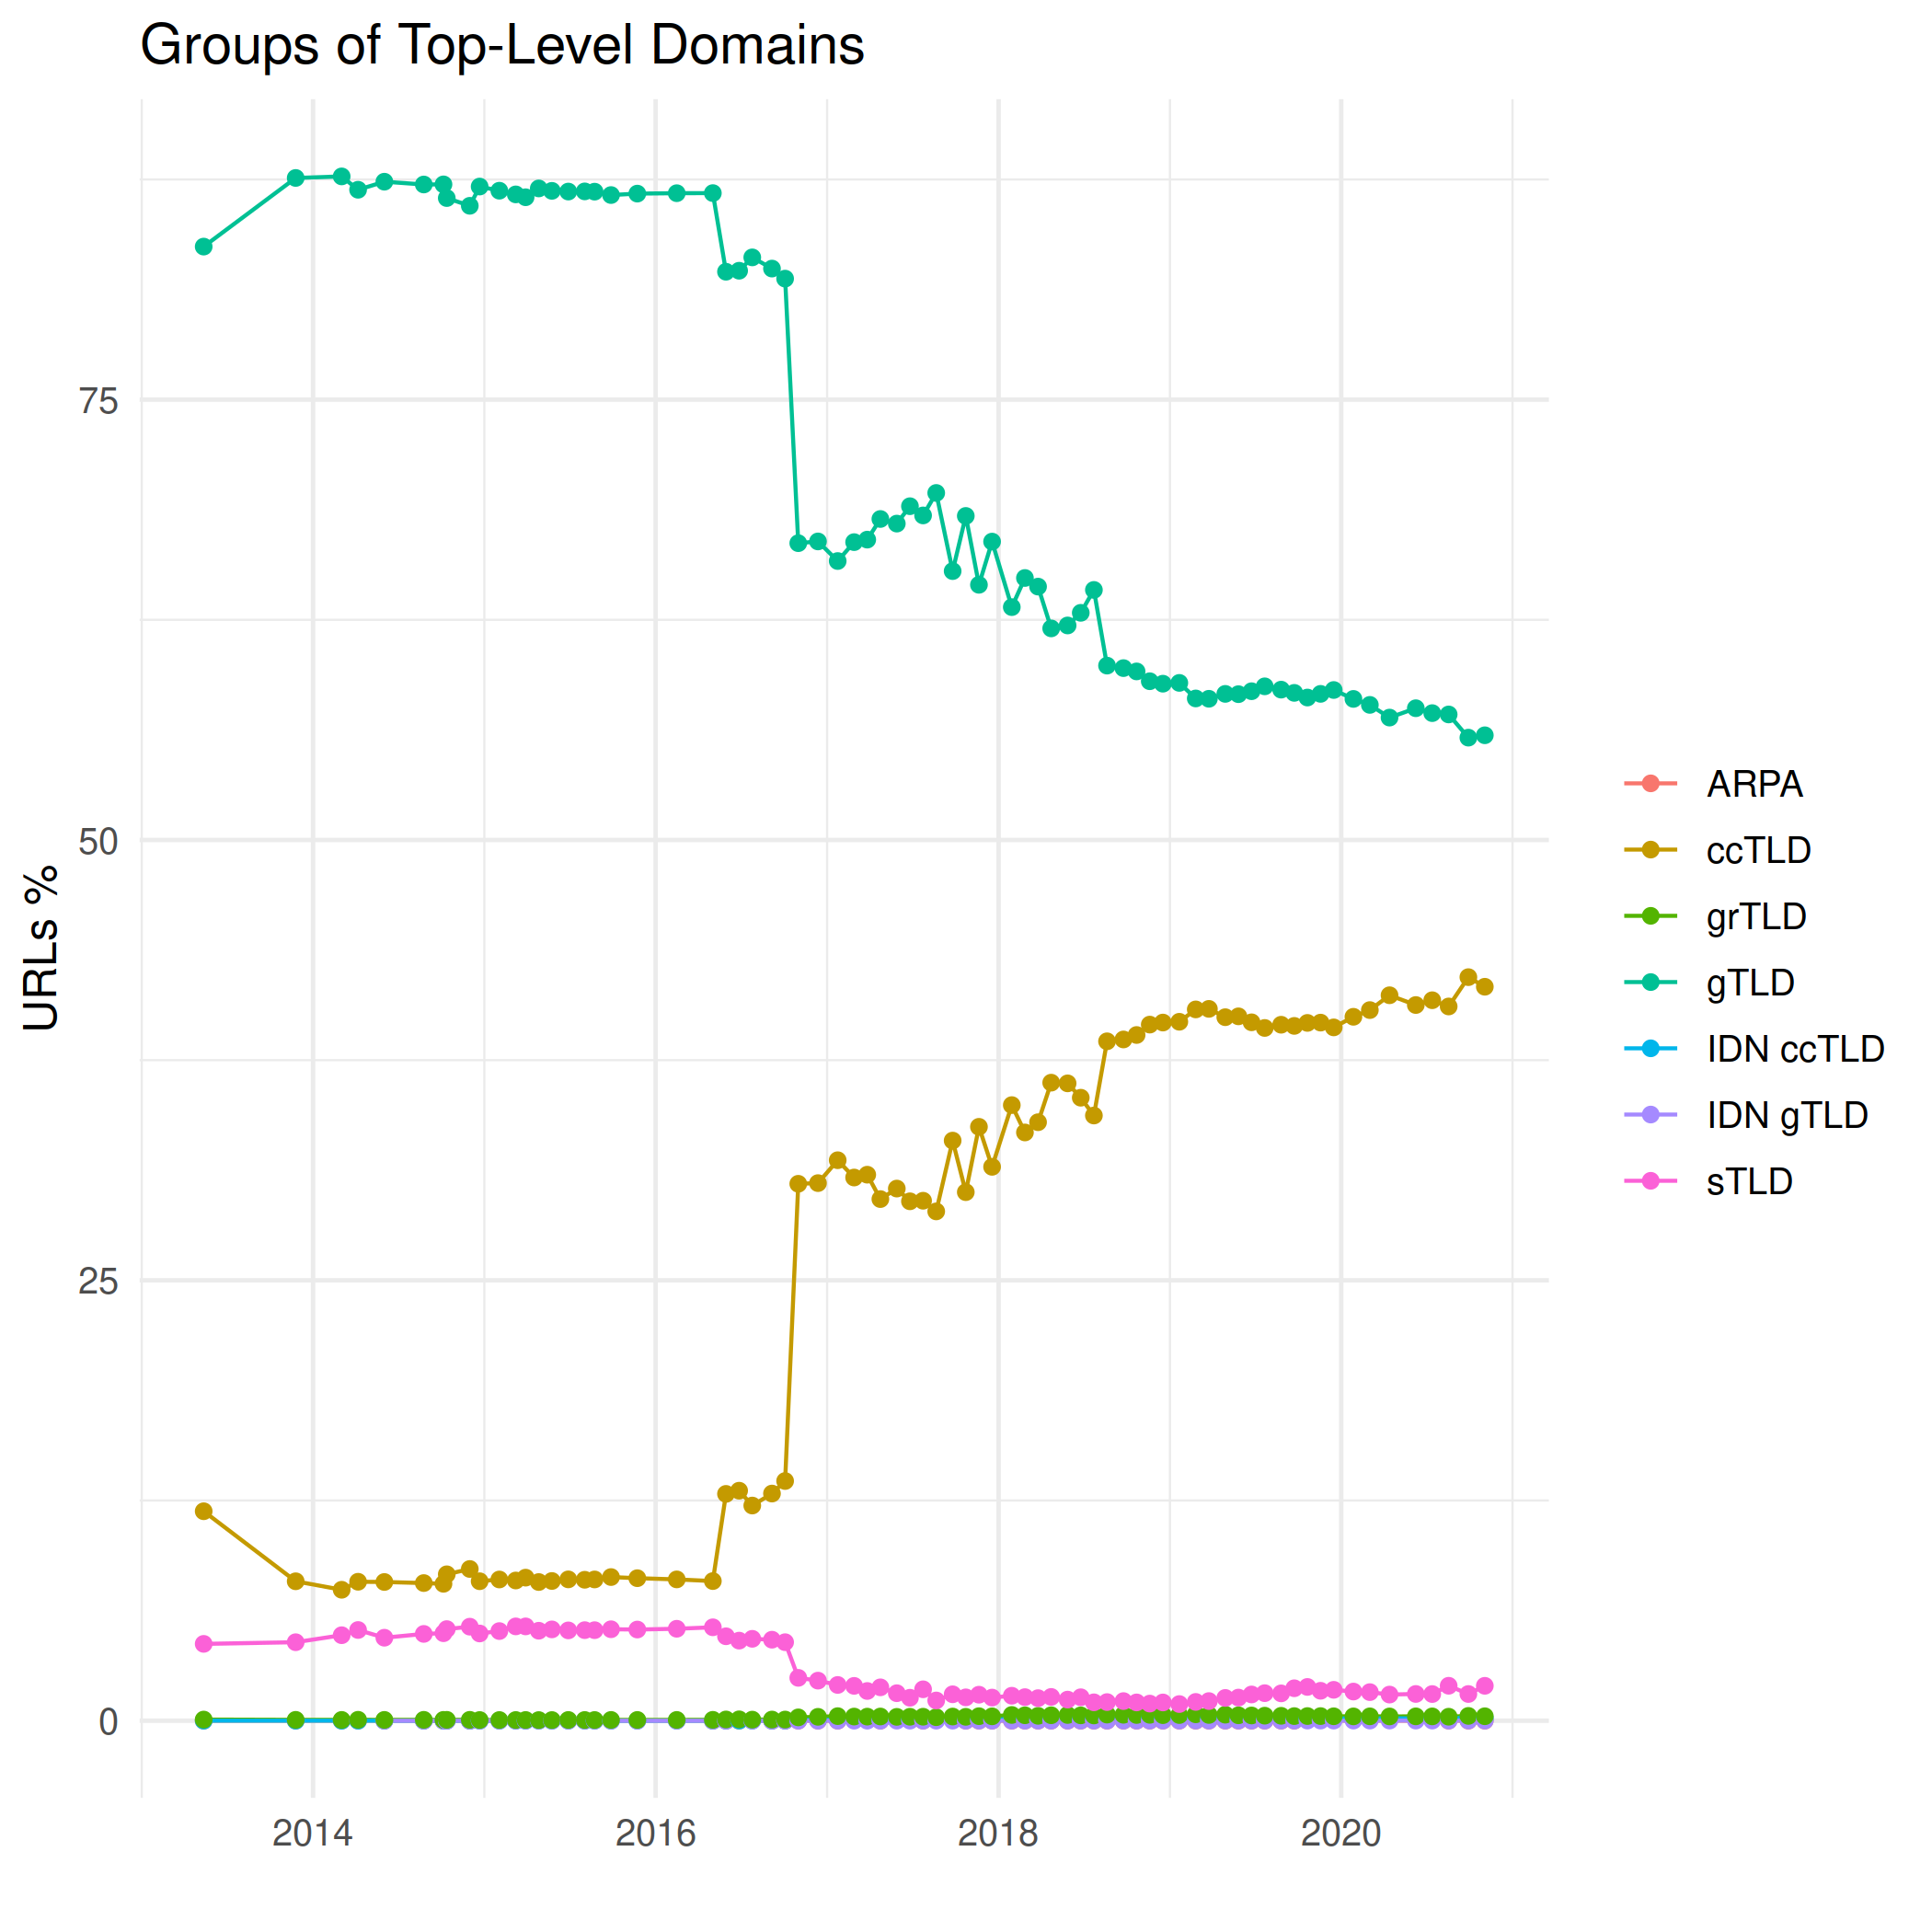 Groups of Top-Level Domains
URLs %
75
50
25
0
2014
2016
2018
2020
ARPA
ccTLD
grTLD
gTLD
IDN ccTLD
IDN gTLD
sTLD